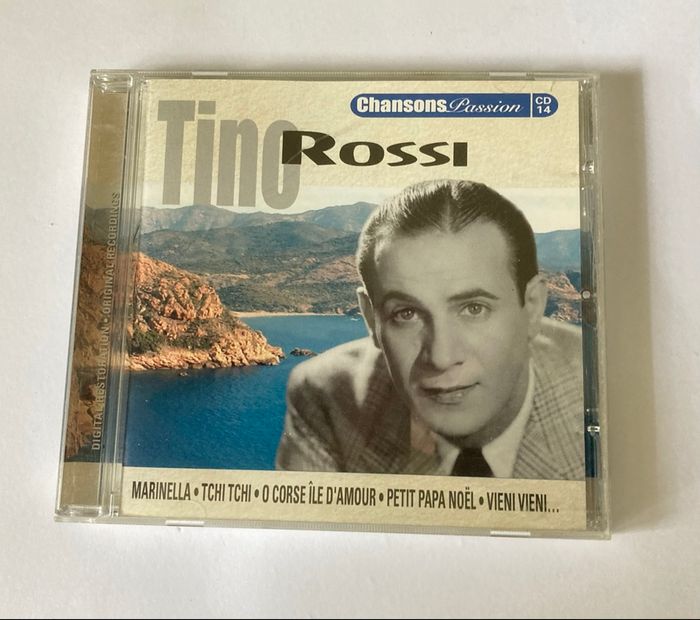 Chansons Passion CD 14
Tino
ROSSI
DIGITAL RESTORATION • ORIGINAL RECORDINGS
MARINELLA • TCHI TCHI • O CORSE ÎLE D'AMOUR • PETIT PAPA NOËL • VIENI VIENI...